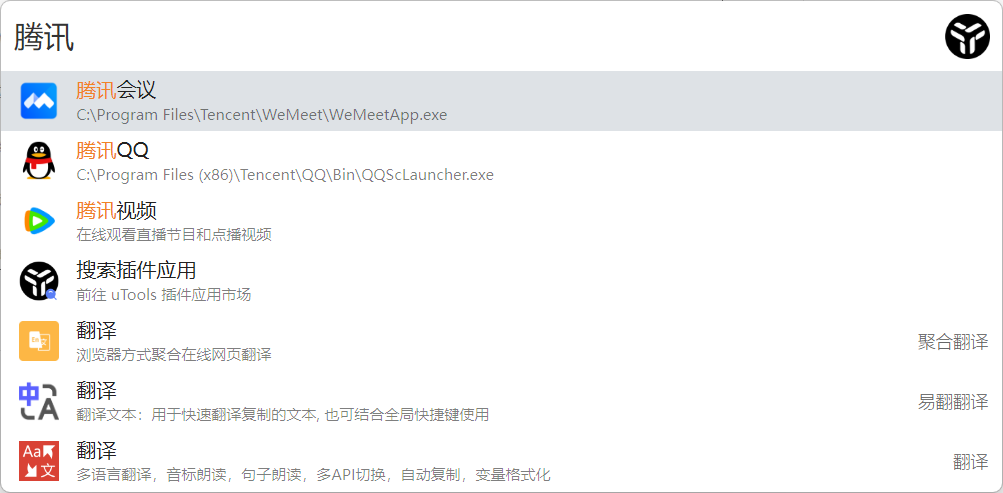 腾讯
腾讯会议
C:\Program Files\Tencent\WeMeet\WeMeetApp.exe
腾讯QQ
C:\Program Files (x86)\Tencent\QQ\Bin\QQScLauncher.exe
腾讯视频
在线观看直播节目和点播视频
搜索插件应用
前往 uTools 插件应用市场
翻译
浏览器方式聚合在线网页翻译
聚合翻译
中
A
翻译
翻译文本：用于快速翻译复制的文本, 也可结合全局快捷键使用
易翻翻译
Aa
文
翻译
多语言翻译，音标朗读，句子朗读，多API切换，自动复制，变量格式化
翻译